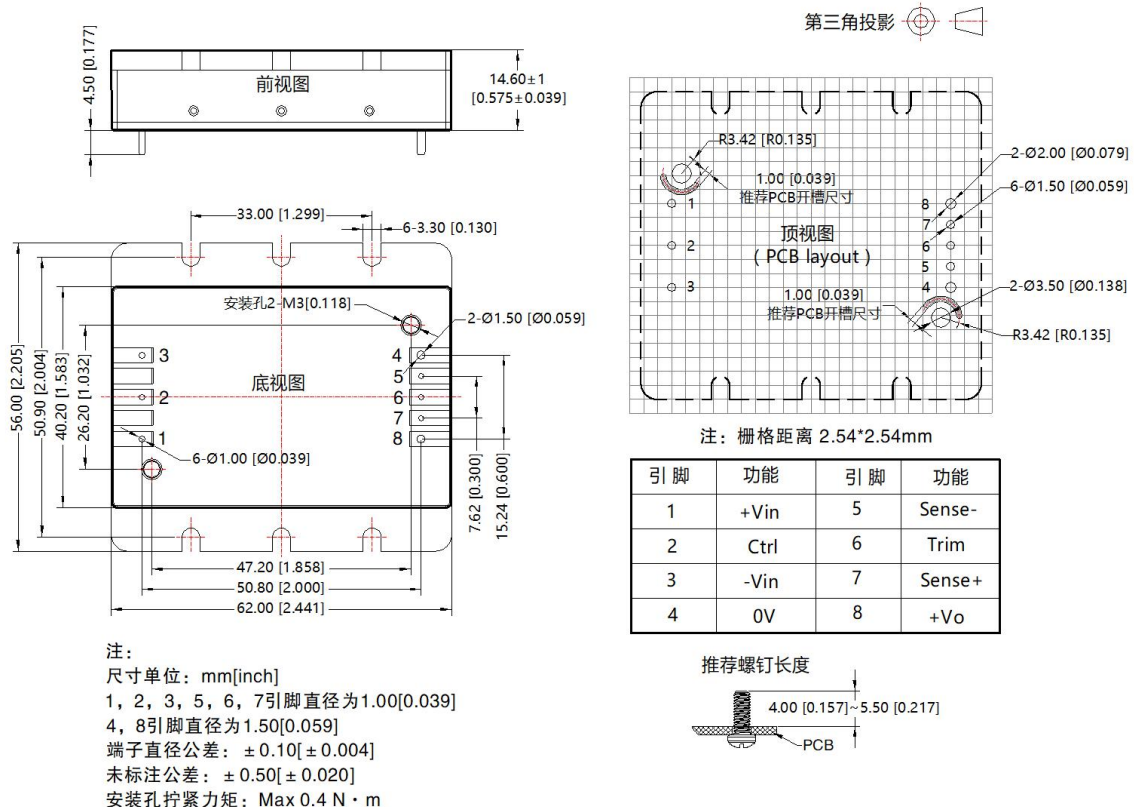 第三角投影
4.50 [0.177]
前视图
14.60±1
[0.575±0.039]
33.00 [1.299]
6-3.30 [0.130]
安装孔2-M3[0.118]
2-Ø1.50 [Ø0.059]
56.00 [2.205]
50.90 [2.004]
40.20 [1.583]
26.20 [1.032]
3
2
1
底视图
4
5
6
7
8
6-Ø1.00 [Ø0.039]
7.62 [0.300]
15.24 [0.600]
47.20 [1.858]
50.80 [2.000]
62.00 [2.441]
R3.42 [R0.135]
1.00 [0.039]
推荐PCB开槽尺寸
2-Ø2.00 [Ø0.079]
6-Ø1.50 [Ø0.059]
1
2
3
顶视图
( PCB layout )
8
7
6
5
4
1.00 [0.039]
推荐PCB开槽尺寸
2-Ø3.50 [Ø0.138]
R3.42 [R0.135]
注：栅格距离 2.54*2.54mm
引脚 功能 引脚 功能
1 +Vin 5 Sense-
2 Ctrl 6 Trim
3 -Vin 7 Sense+
4 0V 8 +Vo
注：
尺寸单位：mm[inch]
1，2，3，5，6，7引脚直径为1.00[0.039]
4，8引脚直径为1.50[0.059]
端子直径公差：±0.10[±0.004]
未标注公差：±0.50[±0.020]
安装孔拧紧力矩：Max 0.4 N·m
推荐螺钉长度
4.00 [0.157]~5.50 [0.217]
PCB